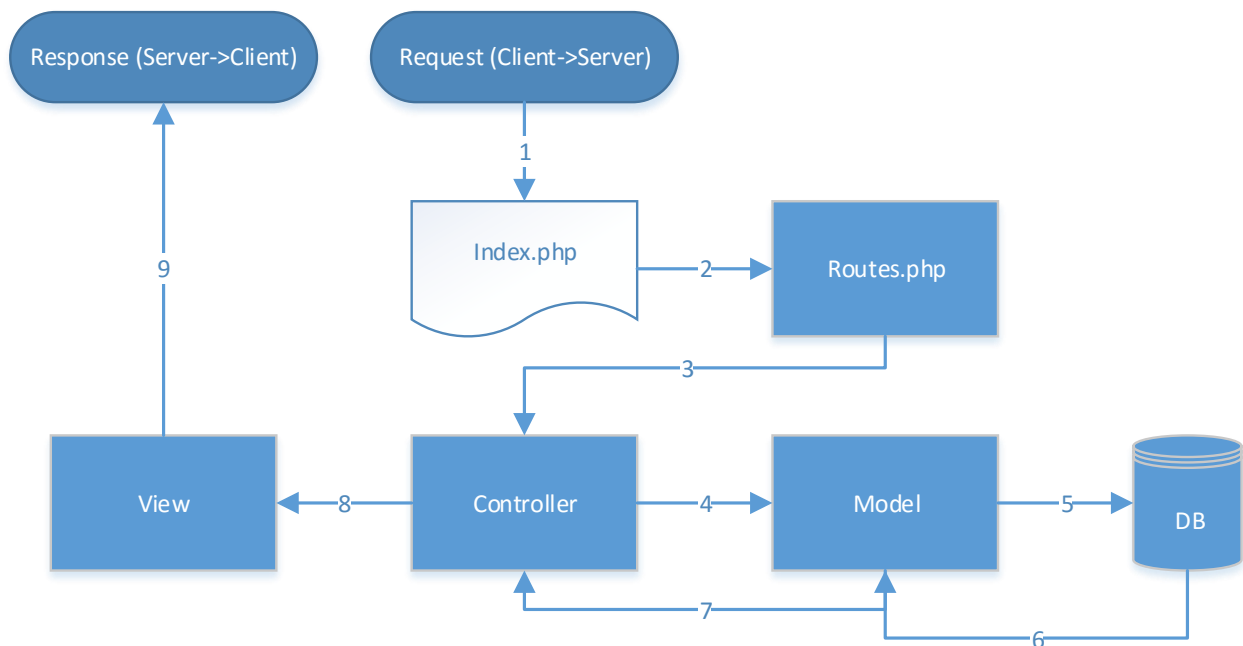 Response (Server->Client)
Request (Client->Server)
1
Index.php
2
Routes.php
9
3
View
8
Controller
4
Model
5
DB
7
6